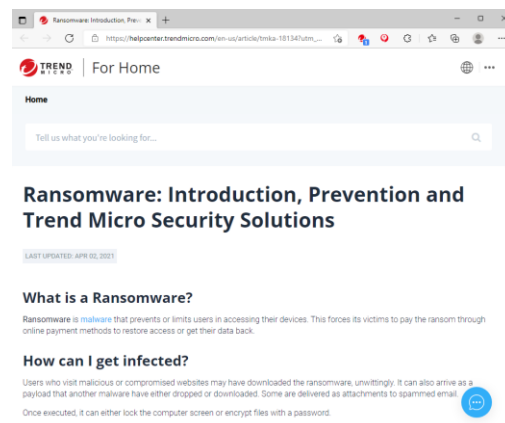 Ransomware: Introduction, Prev
https://helpcenter.trendmicro.com/en-us/article/tmka-18134?utm_...
TREND MICRO For Home
Home
Tell us what you're looking for...
Ransomware: Introduction, Prevention and
Trend Micro Security Solutions
LAST UPDATED: APR 02, 2021
What is a Ransomware?
Ransomware is malware that prevents or limits users in accessing their devices. This forces its victims to pay the ransom through
online payment methods to restore access or get their data back.
How can I get infected?
Users who visit malicious or compromised websites may have downloaded the ransomware, unwittingly. It can also arrive as a
payload that another malware have either dropped or downloaded. Some are delivered as attachments to spammed email.
Once executed, it can either lock the computer screen or encrypt files with a password.